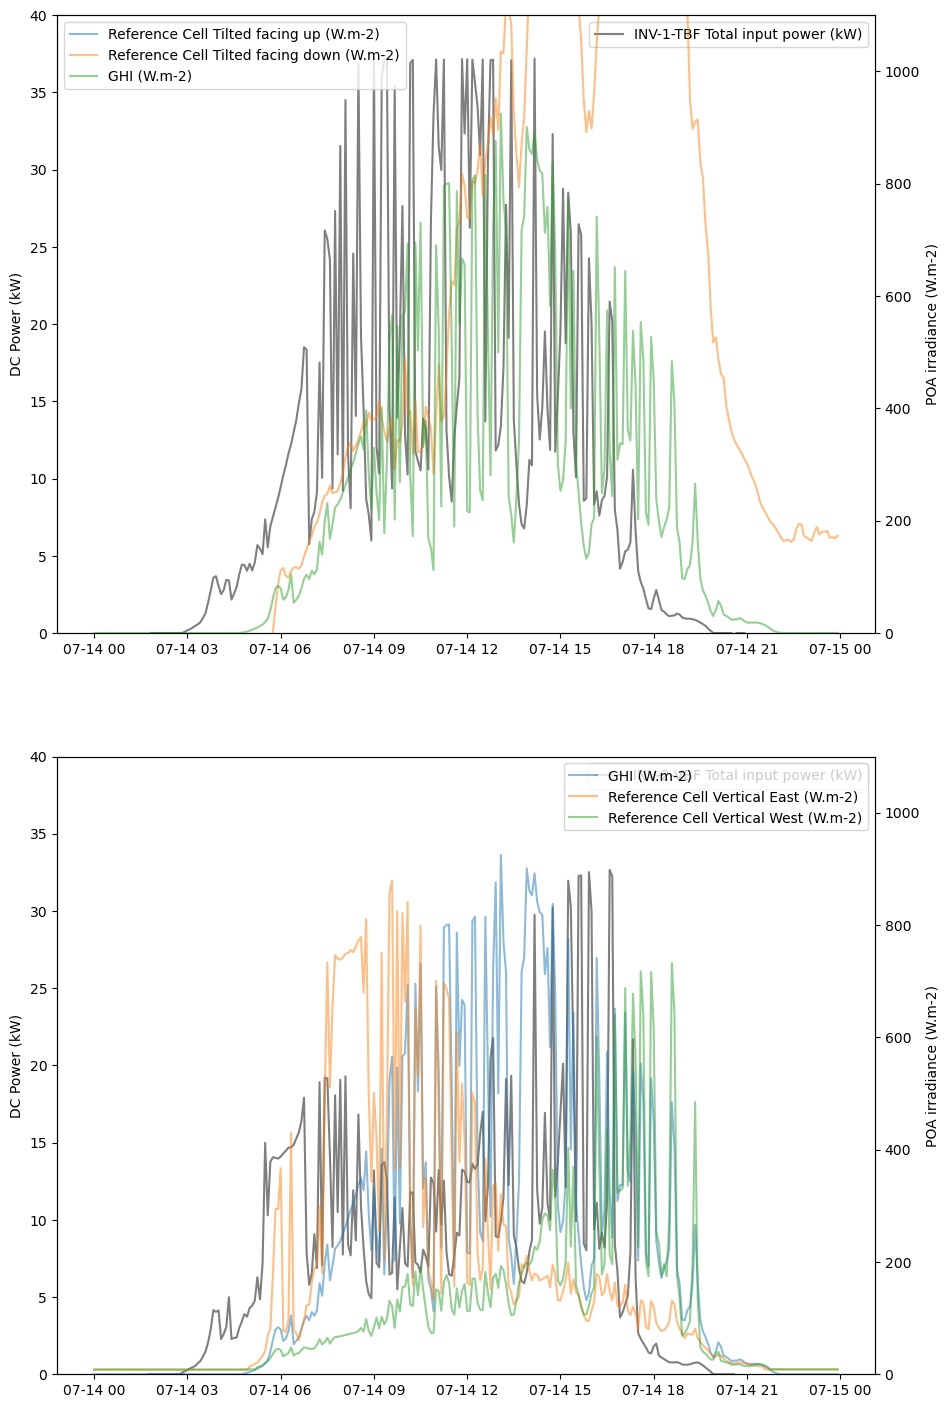 40
35
30
25
20
15
10
5
0
DC Power (kW)
Reference Cell Tilted facing up (W.m-2)
Reference Cell Tilted facing down (W.m-2)
GHI (W.m-2)
INV-1-TBF Total input power (kW)
1000
800
600
400
200
0
POA irradiance (W.m-2)
07-14 00 07-14 03 07-14 06 07-14 09 07-14 12 07-14 15 07-14 18 07-14 21 07-15 00
40
35
30
25
20
15
10
5
0
DC Power (kW)
GHI (W.m-2)
Total input power (kW)
Reference Cell Vertical East (W.m-2)
Reference Cell Vertical West (W.m-2)
1000
800
600
400
200
0
POA irradiance (W.m-2)
07-14 00 07-14 03 07-14 06 07-14 09 07-14 12 07-14 15 07-14 18 07-14 21 07-15 00